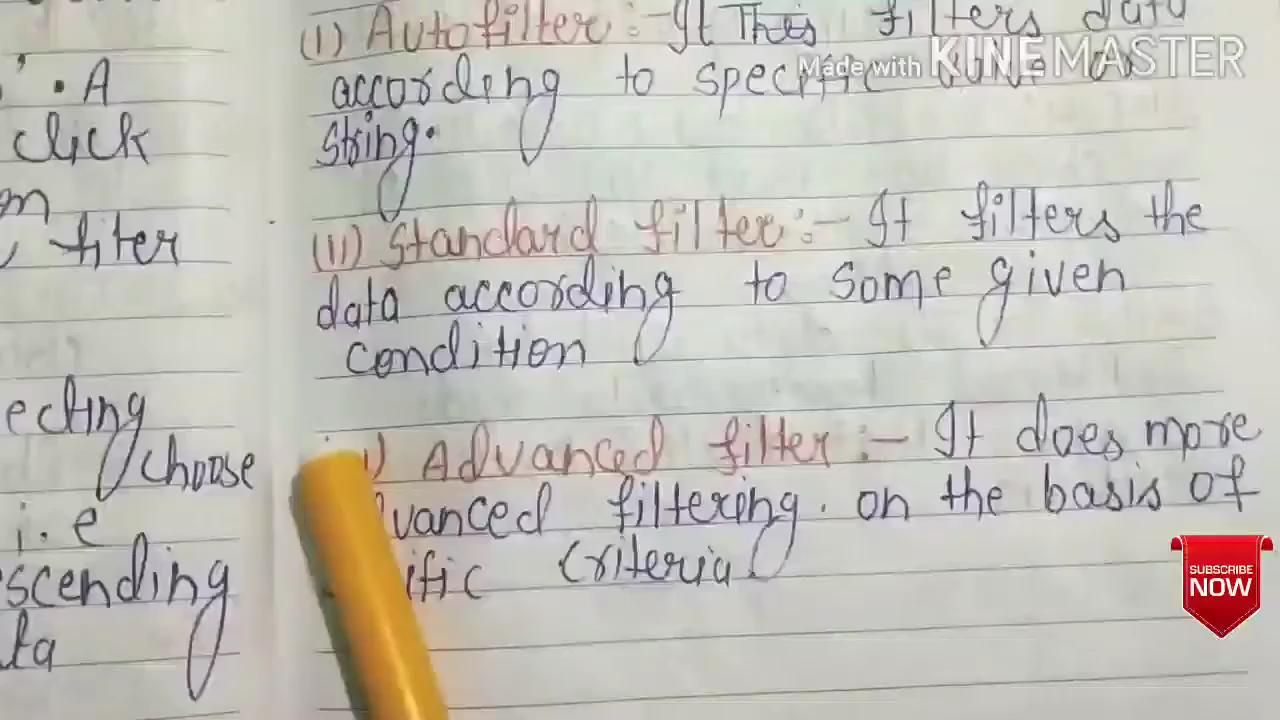 . A
click
m
fiter
ecting
choose
i.e
scending
ta
(I) Autofilter :- It This filters data
according to specific
string.
(II) Standard filter :- It filters the
data according to some given
condition
) Advanced filter :- It does more
vanced filtering. on the basis of
ific Criteria.
Made with KINEMASTER
SUBSCRIBE
NOW